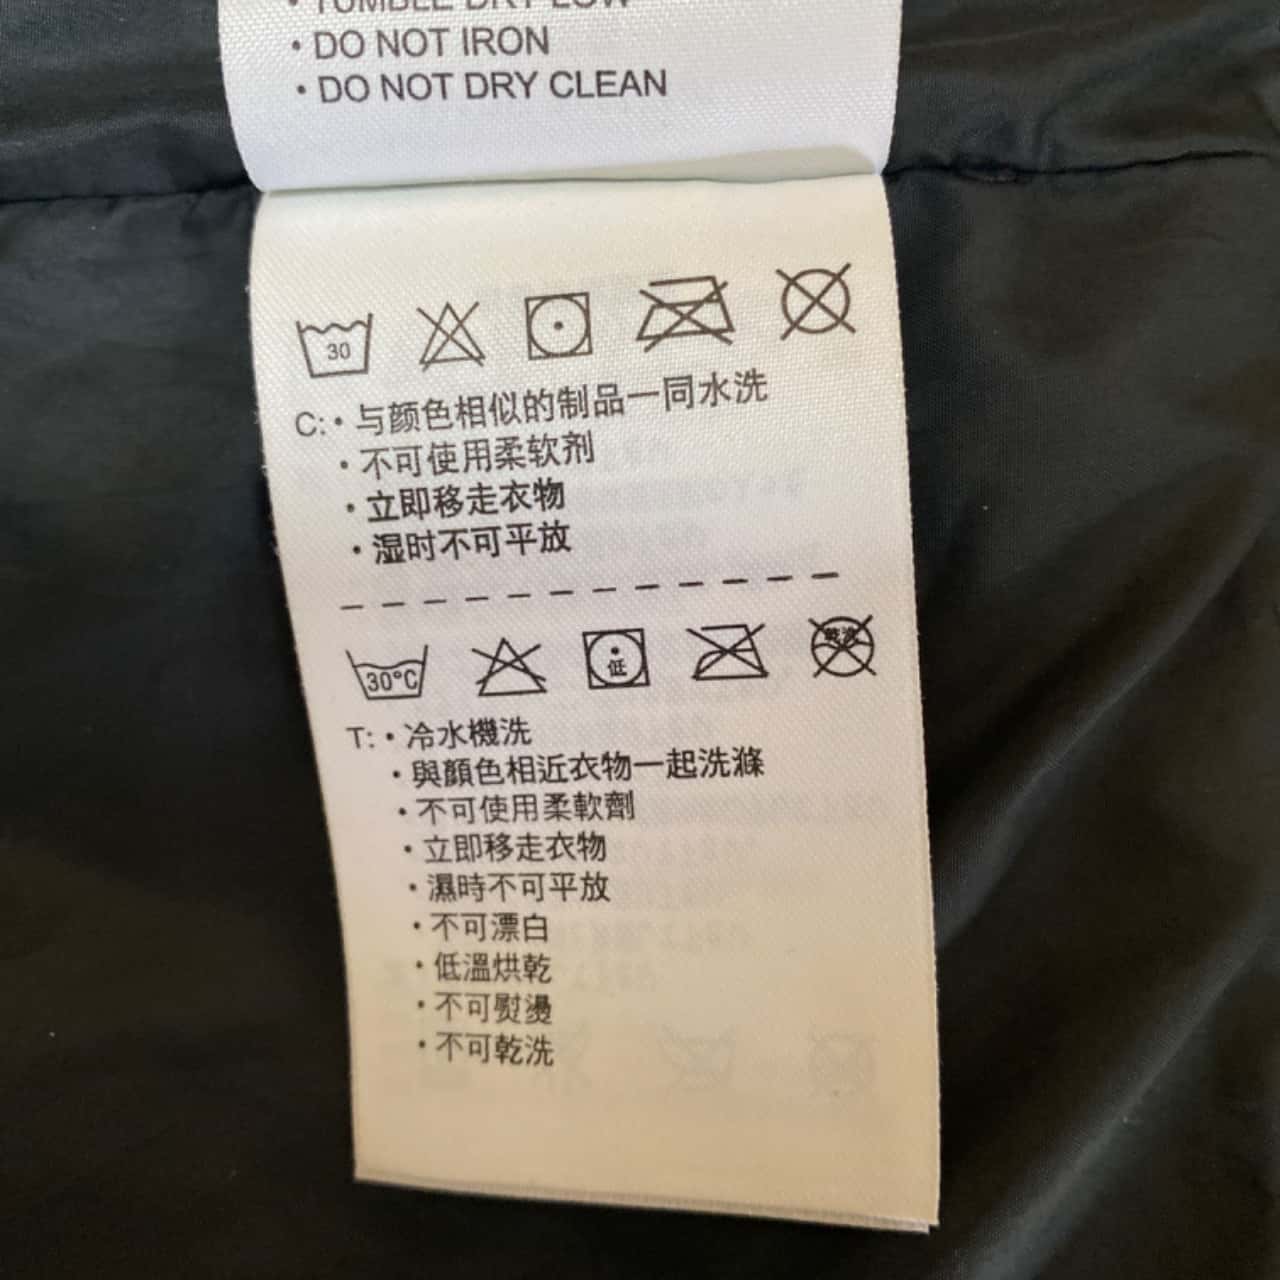 • TUMBLE DRY LOW
• DO NOT IRON
• DO NOT DRY CLEAN
30
C: • 与颜色相似的制品一同水洗
• 不可使用柔软剂
• 立即移走衣物
• 湿时不可平放
30°C 低 乾洗
T: • 冷水機洗
• 與顏色相近衣物一起洗滌
• 不可使用柔軟劑
• 立即移走衣物
• 濕時不可平放
• 不可漂白
• 低溫烘乾
• 不可熨燙
• 不可乾洗